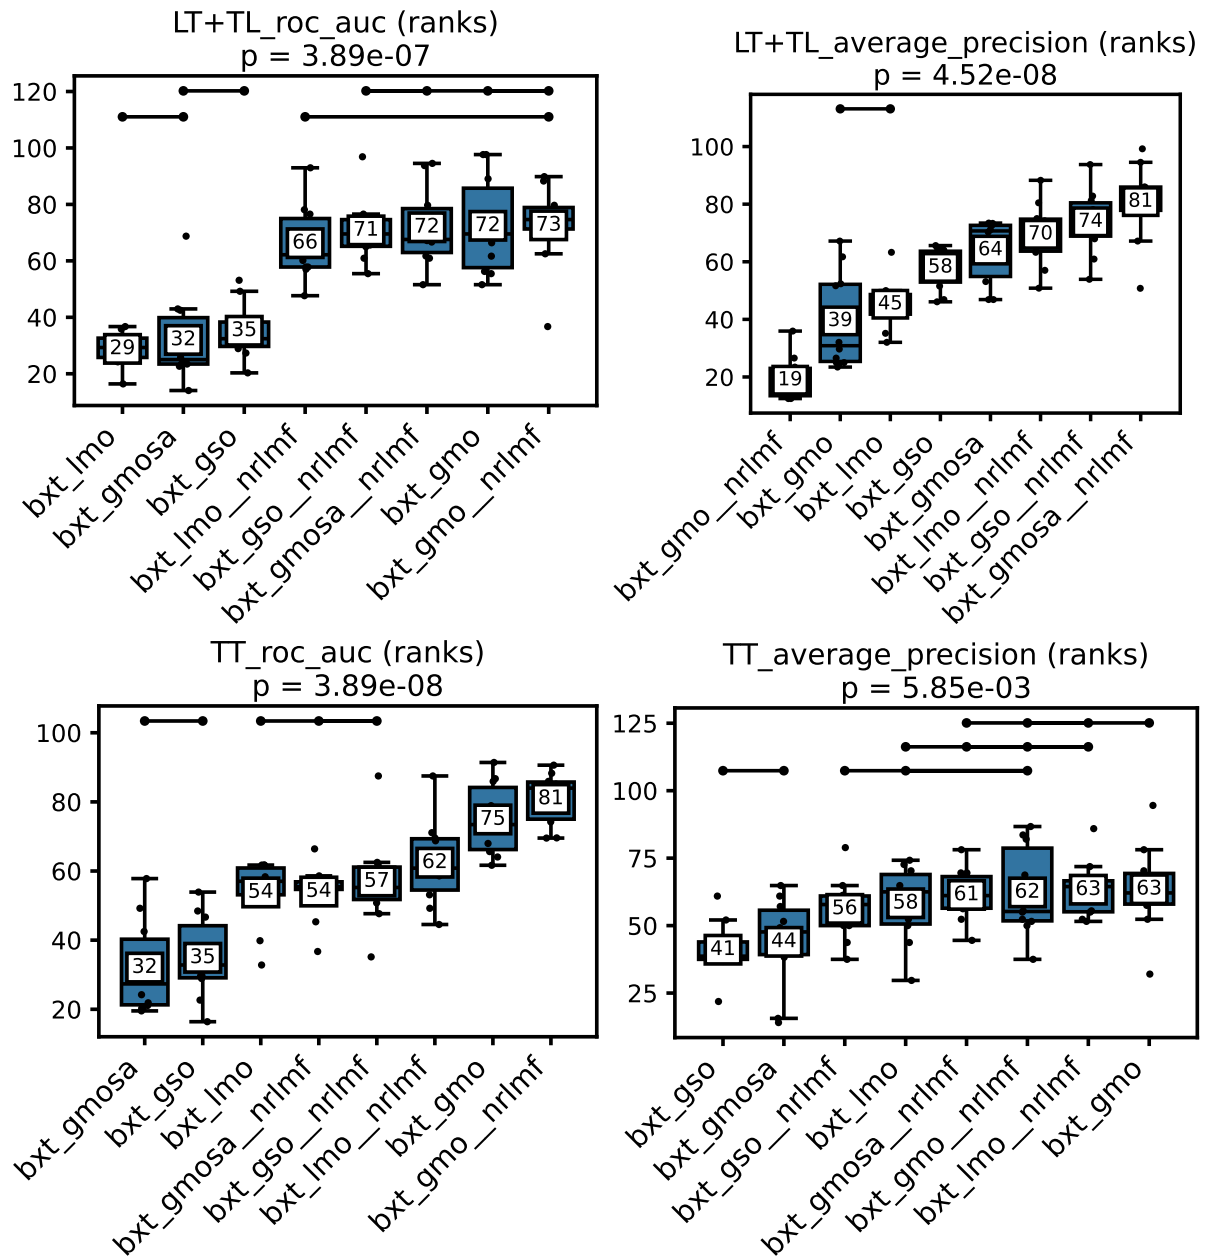 LT+TL_roc_auc (ranks)
p = 3.89e-07
120
100
80
60
40
20
29
32
35
66
71
72
72
73
bxt_lmo
bxt_gmosa
bxt_gso
bxt_lmo__nrlmf
bxt_gso__nrlmf
bxt_gmosa__nrlmf
bxt_gmo
bxt_gmo__nrlmf
LT+TL_average_precision (ranks)
p = 4.52e-08
100
80
60
40
20
19
39
45
58
64
70
74
81
bxt_gmo__nrlmf
bxt_gmo
bxt_lmo
bxt_gso
bxt_gmosa
bxt_lmo__nrlmf
bxt_gso__nrlmf
bxt_gmosa__nrlmf
TT_roc_auc (ranks)
p = 3.89e-08
100
80
60
40
20
32
35
54
54
57
62
75
81
bxt_gmosa
bxt_gso
bxt_lmo
bxt_gmosa__nrlmf
bxt_gso__nrlmf
bxt_lmo__nrlmf
bxt_gmo
bxt_gmo__nrlmf
TT_average_precision (ranks)
p = 5.85e-03
125
100
75
50
25
41
44
56
58
61
62
63
63
bxt_gso
bxt_gmosa
bxt_gso__nrlmf
bxt_lmo
bxt_gmosa__nrlmf
bxt_gmo__nrlmf
bxt_lmo__nrlmf
bxt_gmo